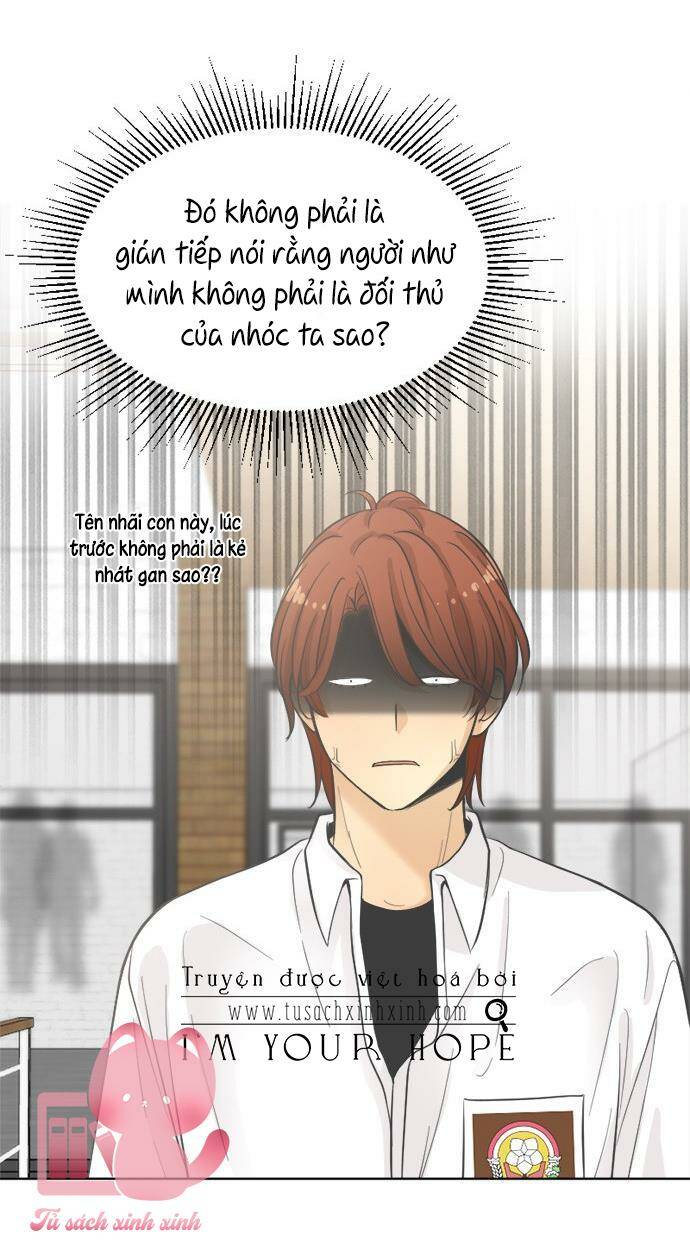 Đó không phải là
gián tiếp nói rằng người như
mình không phải là đối thủ
của nhóc ta sao?
Tên nhãi con này, lúc
trước không phải là kẻ
nhát gan sao??
Truyện được việt hoá bởi
www.tusachxinhxinh.com
I'M YOUR HOPE
Tủ sách xinh xinh